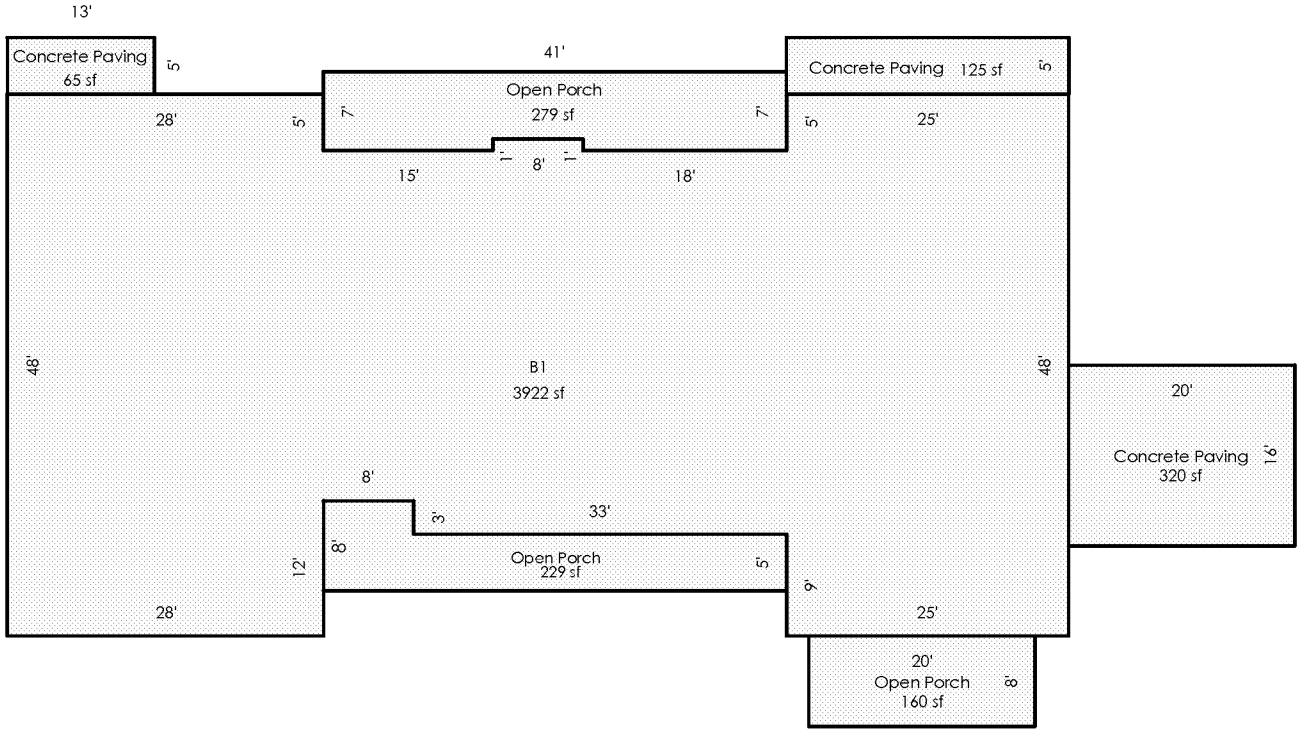 13'
Concrete Paving
65 sf
5'
41'
Open Porch
279 sf
7'
7'
Concrete Paving 125 sf
5'
28'
5'
5'
25'
1'
8'
1'
15'
18'
48'
B1
3922 sf
48'
20'
Concrete Paving
320 sf
16'
8'
3'
33'
8'
12'
Open Porch
229 sf
5'
9'
28'
25'
20'
Open Porch
160 sf
8'